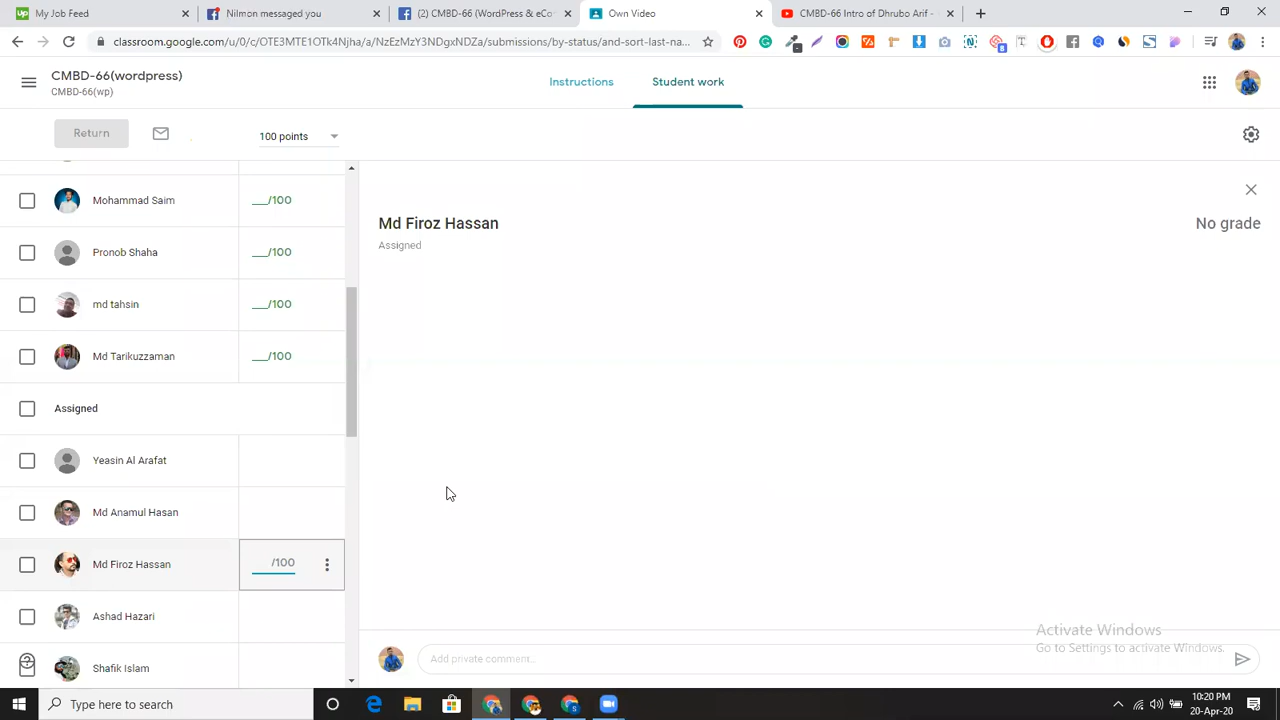 My Job Feed
Nilmon messaged you
(2) CMBD-66 (WordPress & eCo
Own Video
CMBD-66 Intro of Dhrubo Arif -
classroom.google.com/u/0/c/OTE3MTE1OTk4Njha/a/NzEzMzY3NDgxNDZa/submissions/by-status/and-sort-last-na...
CMBD-66(wordpress)
CMBD-66(wp)
Instructions
Student work
Return
100 points
Mohammad Saim
__/100
Pronob Shaha
__/100
md tahsin
__/100
Md Tarikuzzaman
__/100
Assigned
Yeasin Al Arafat
Md Anamul Hasan
Md Firoz Hassan
/100
Ashad Hazari
Shafik Islam
Md Firoz Hassan
No grade
Assigned
Add private comment...
Activate Windows
Go to Settings to activate Windows.
Type here to search
10:20 PM
20-Apr-20